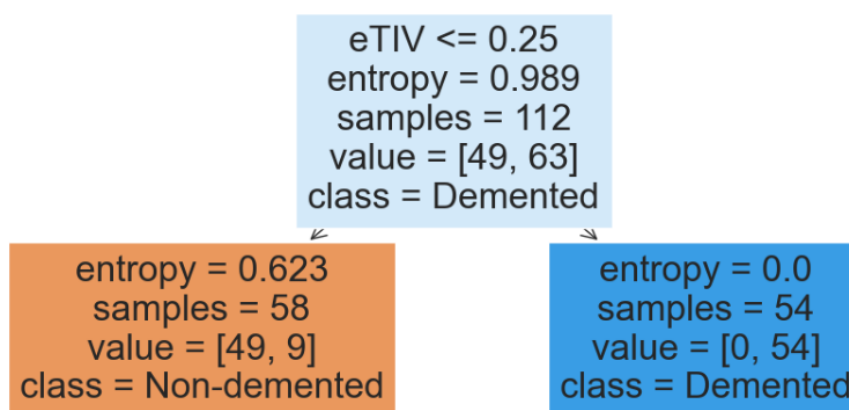 eTIV <= 0.25
entropy = 0.989
samples = 112
value = [49, 63]
class = Demented
entropy = 0.623
samples = 58
value = [49, 9]
class = Non-demented
entropy = 0.0
samples = 54
value = [0, 54]
class = Demented